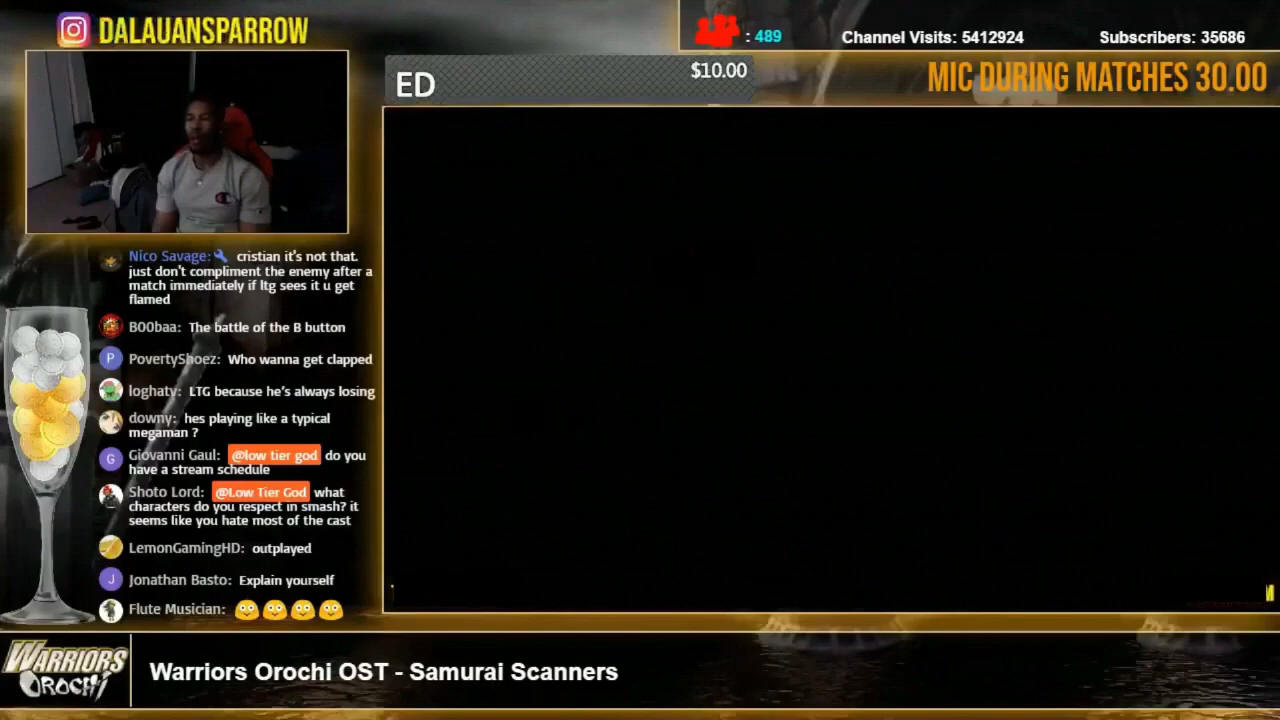 DALAUANSPARROW
: 489
Channel Visits: 5412924
Subscribers: 35686
ED
$10.00
MIC DURING MATCHES 30.00
Nico Savage: cristian it's not that.
just don't compliment the enemy after a
match immediately if ltg sees it u get
flamed
B00baa: The battle of the B button
P
PovertyShoez: Who wanna get clapped
loghatv: LTG because he's always losing
downy: hes playing like a typical
megaman ?
G
Giovanni Gaul: @low tier god do you
have a stream schedule
Shoto Lord: @Low Tier God what
characters do you respect in smash? it
seems like you hate most of the cast
LemonGamingHD: outplayed
J
Jonathan Basto: Explain yourself
Flute Musician:
WARRIORS
OROCHI
Warriors Orochi OST - Samurai Scanners